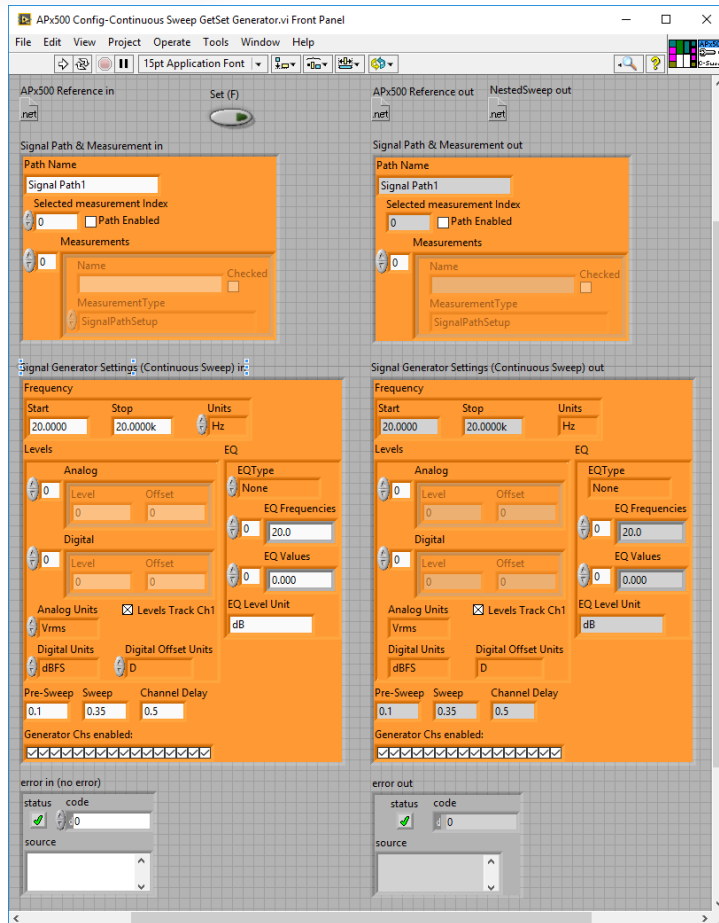 APx500 Config-Continuous Sweep GetSet Generator.vi Front Panel
File Edit View Project Operate Tools Window Help
15pt Application Font
APx500 Reference in
Set (F)
APx500 Reference out
NestedSweep out
.net
.net
.net
Signal Path & Measurement in
Path Name
Signal Path1
Selected measurement Index
0
Path Enabled
Measurements
0
Name
Checked
MeasurementType
SignalPathSetup
Signal Path & Measurement out
Path Name
Signal Path1
Selected measurement Index
0
Path Enabled
Measurements
0
Name
Checked
MeasurementType
SignalPathSetup
Signal Generator Settings (Continuous Sweep) in
Frequency
Start Stop Units
20.0000 20.0000k Hz
Levels
Analog
0
Level Offset
0 0
Digital
0
Level Offset
0 0
Analog Units
Levels Track Ch1
Vrms
Digital Units Digital Offset Units
dBFS D
EQ
EQType
None
EQ Frequencies
0 20.0
EQ Values
0 0.000
EQ Level Unit
dB
Pre-Sweep Sweep Channel Delay
0.1 0.35 0.5
Generator Chs enabled:
Signal Generator Settings (Continuous Sweep) out
Frequency
Start Stop Units
20.0000 20.0000k Hz
Levels
Analog
0
Level Offset
0 0
Digital
0
Level Offset
0 0
Analog Units
Levels Track Ch1
Vrms
Digital Units Digital Offset Units
dBFS D
EQ
EQType
None
EQ Frequencies
0 20.0
EQ Values
0 0.000
EQ Level Unit
dB
Pre-Sweep Sweep Channel Delay
0.1 0.35 0.5
Generator Chs enabled:
error in (no error)
status code
d 0
source
error out
status code
d 0
source